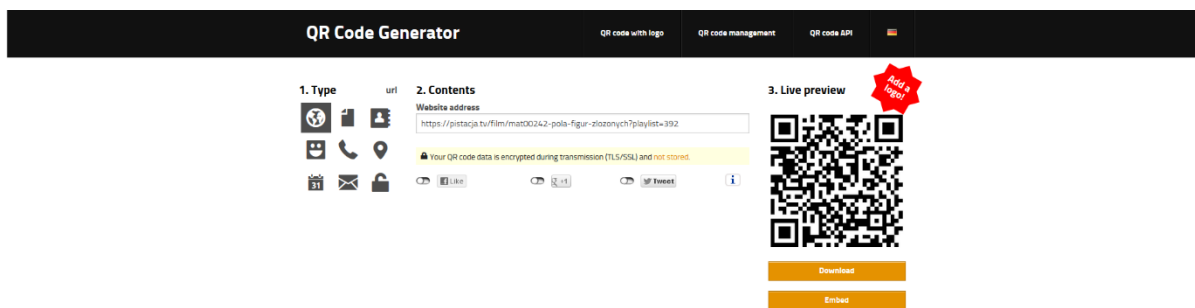 QR Code Generator
QR code with logo
QR code management
QR code API
1. Type
url
31
2. Contents
Website address
https://pistacja.tv/film/mat00242-pola-figur-zlozonych?playlist=392
Your QR code data is encrypted during transmission (TLS/SSL) and not stored.
Like
+1
Tweet
i
3. Live preview
Add a
logo!
Download
Embed